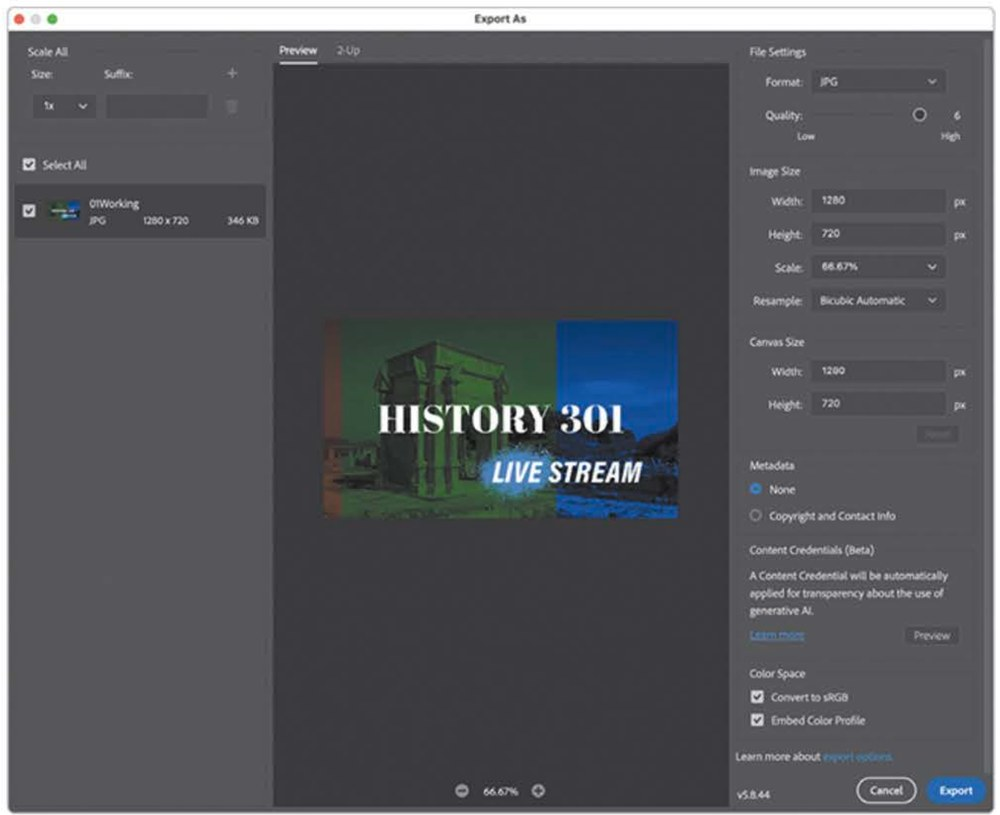 Export As
Scale All
Size: Suffix:
1x
Select All
01Working
JPG 1280 x 720 346 KB
Preview 2-Up
HISTORY 301
LIVE STREAM
66.67%
File Settings
Format: JPG
Quality: 6
Low High
Image Size
Width: 1280 px
Height: 720 px
Scale: 66.67%
Resample: Bicubic Automatic
Canvas Size
Width: 1280 px
Height: 720 px
Metadata
None
Copyright and Contact Info
Content Credentials (Beta)
A Content Credential will be automatically
applied for transparency about the use of
generative AI.
Learn more Preview
Color Space
Convert to sRGB
Embed Color Profile
Learn more about export options.
v5.8.44 Cancel Export